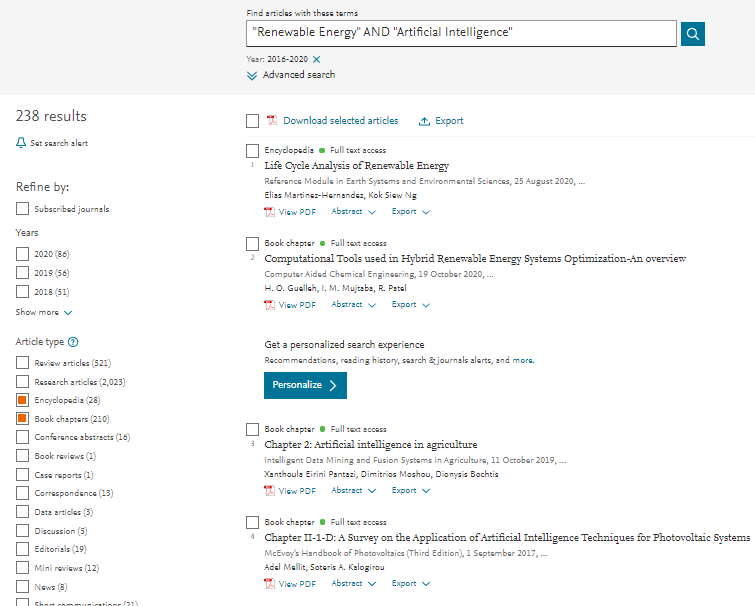 Find articles with these terms
"Renewable Energy" AND "Artificial Intelligence"
Year: 2016-2020
Advanced search
238 results
Set search alert
Refine by:
Subscribed journals
Years
2020 (86)
2019 (56)
2018 (51)
Show more
Article type
Review articles (521)
Research articles (2,023)
Encyclopedia (28)
Book chapters (210)
Conference abstracts (16)
Book reviews (1)
Case reports (1)
Correspondence (13)
Data articles (3)
Discussion (5)
Editorials (19)
Mini reviews (12)
News (8)
Short communications (21)
Download selected articles Export
Encyclopedia Full text access
1 Life Cycle Analysis of Renewable Energy
Reference Module in Earth Systems and Environmental Sciences, 25 August 2020, ...
Elias Martinez-Hernandez, Kok Siew Ng
View PDF Abstract Export
Book chapter Full text access
2 Computational Tools used in Hybrid Renewable Energy Systems Optimization-An overview
Computer Aided Chemical Engineering, 19 October 2020, ...
H. O. Guelleh, I. M. Mujtaba, R. Patel
View PDF Abstract Export
Get a personalized search experience
Recommendations, reading history, search & journals alerts, and more.
Personalize
Book chapter Full text access
3 Chapter 2: Artificial intelligence in agriculture
Intelligent Data Mining and Fusion Systems in Agriculture, 11 October 2019, ...
Xanthoula Eirini Pantazi, Dimitrios Moshou, Dionysis Bochtis
View PDF Abstract Export
Book chapter Full text access
4 Chapter II-1-D: A Survey on the Application of Artificial Intelligence Techniques for Photovoltaic Systems
McEvoy's Handbook of Photovoltaics (Third Edition), 1 September 2017, ...
Adel Mellit, Soteris A. Kalogirou
View PDF Abstract Export